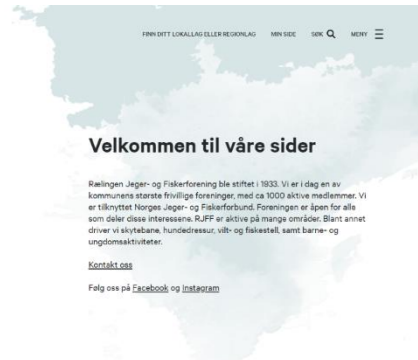 FINN DITT LOKALLAG ELLER REGIONLAG MIN SIDE SØK MENY
Velkommen til våre sider
Rælingen Jeger- og Fiskerforening ble stiftet i 1933. Vi er i dag en av
kommunens største frivillige foreninger, med ca 1000 aktive medlemmer. Vi
er tilknyttet Norges Jeger- og Fiskerforbund. Foreningen er åpen for alle
som deler disse interessene. RJFF er aktive på mange områder. Blant annet
driver vi skytebane, hundedressur, vilt- og fiskestell, samt barne- og
ungdomsaktiviteter.
Kontakt oss
Følg oss på Facebook og Instagram